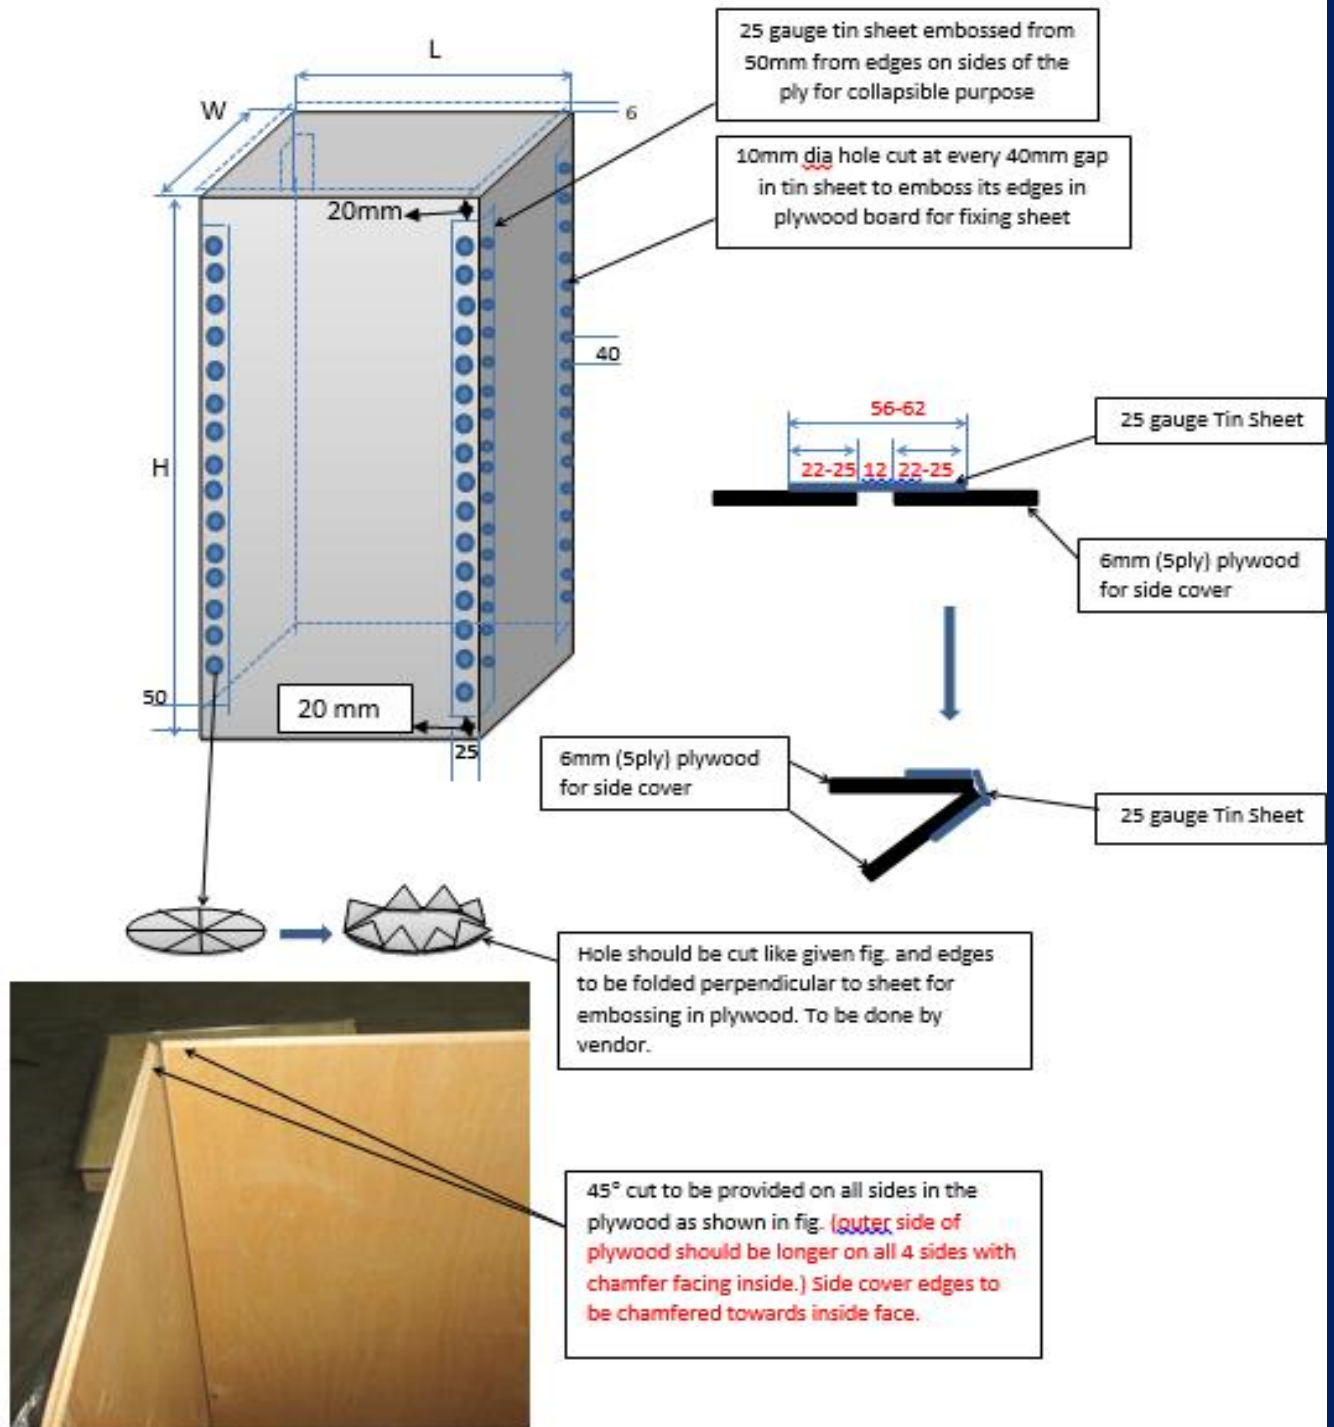 L
25 gauge tin sheet embossed from
50mm from edges on sides of the
ply for collapsible purpose
W
6
10mm dia hole cut at every 40mm gap
in tin sheet to emboss its edges in
plywood board for fixing sheet
20mm
40
56-62
25 gauge Tin Sheet
H
22-25 12 22-25
6mm (5ply) plywood
for side cover
50
20 mm
25
6mm (5ply) plywood
for side cover
25 gauge Tin Sheet
Hole should be cut like given fig. and edges
to be folded perpendicular to sheet for
embossing in plywood. To be done by
vendor.
45° cut to be provided on all sides in the
plywood as shown in fig. (outer side of
plywood should be longer on all 4 sides with
chamfer facing inside.) Side cover edges to
be chamfered towards inside face.